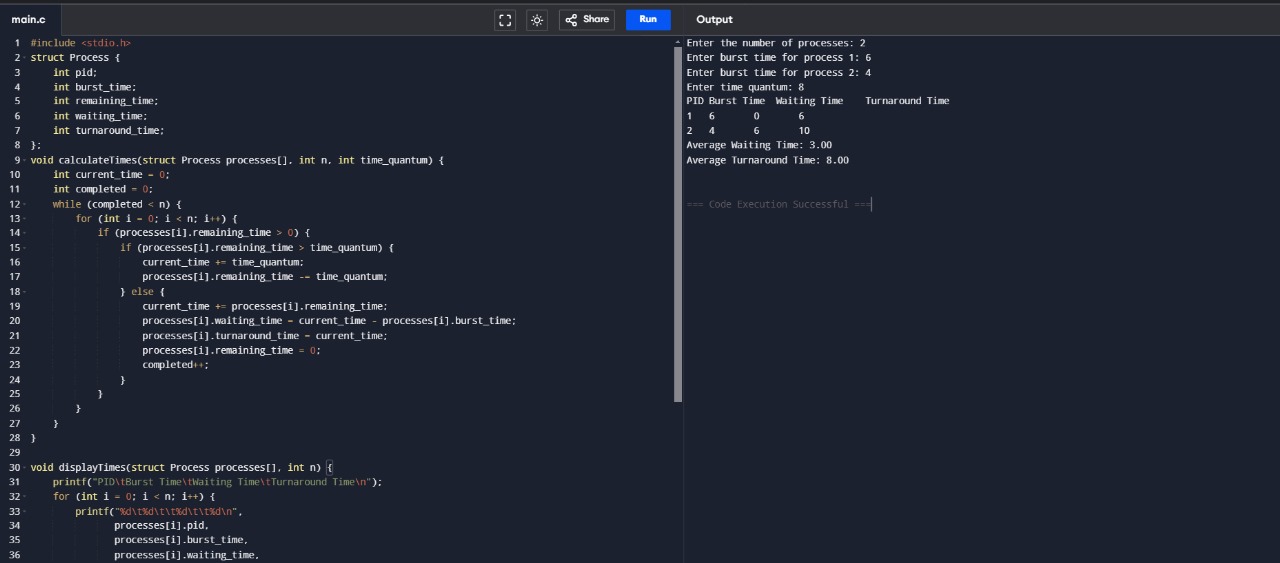 main.c
Share
Run
Output
1 #include <stdio.h>
2 struct Process {
3     int pid;
4     int burst_time;
5     int remaining_time;
6     int waiting_time;
7     int turnaround_time;
8 };
9 void calculateTimes(struct Process processes[], int n, int time_quantum) {
10     int current_time = 0;
11     int completed = 0;
12     while (completed < n) {
13         for (int i = 0; i < n; i++) {
14             if (processes[i].remaining_time > 0) {
15                 if (processes[i].remaining_time > time_quantum) {
16                     current_time += time_quantum;
17                     processes[i].remaining_time -= time_quantum;
18                 } else {
19                     current_time += processes[i].remaining_time;
20                     processes[i].waiting_time = current_time - processes[i].burst_time;
21                     processes[i].turnaround_time = current_time;
22                     processes[i].remaining_time = 0;
23                     completed++;
24                 }
25             }
26         }
27     }
28 }
29
30 void displayTimes(struct Process processes[], int n) {
31     printf("PID\tBurst Time\tWaiting Time\tTurnaround Time\n");
32     for (int i = 0; i < n; i++) {
33         printf("%d\t%d\t\t%d\t\t%d\n",
34                processes[i].pid,
35                processes[i].burst_time,
36                processes[i].waiting_time,
Enter the number of processes: 2
Enter burst time for process 1: 6
Enter burst time for process 2: 4
Enter time quantum: 8
PID Burst Time  Waiting Time    Turnaround Time
1   6       0       6
2   4       6       10
Average Waiting Time: 3.00
Average Turnaround Time: 8.00
=== Code Execution Successful ===